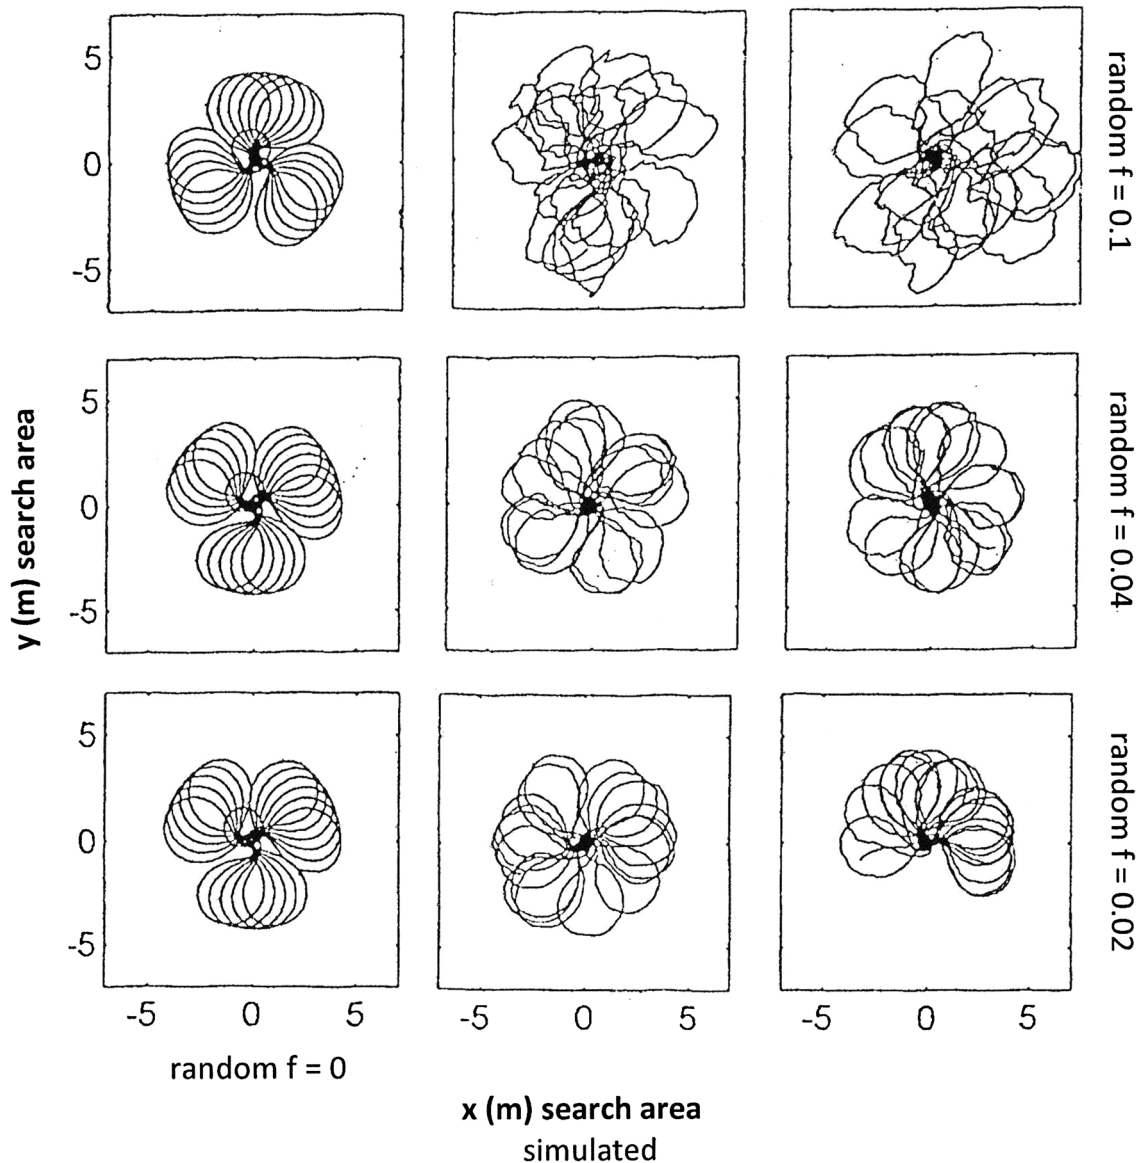 5
0
-5
random f = 0.1
5
0
-5
random f = 0.04
y (m) search area
5
0
-5
random f = 0.02
-5 0 5 -5 0 5 -5 0 5
random f = 0
x (m) search area
simulated